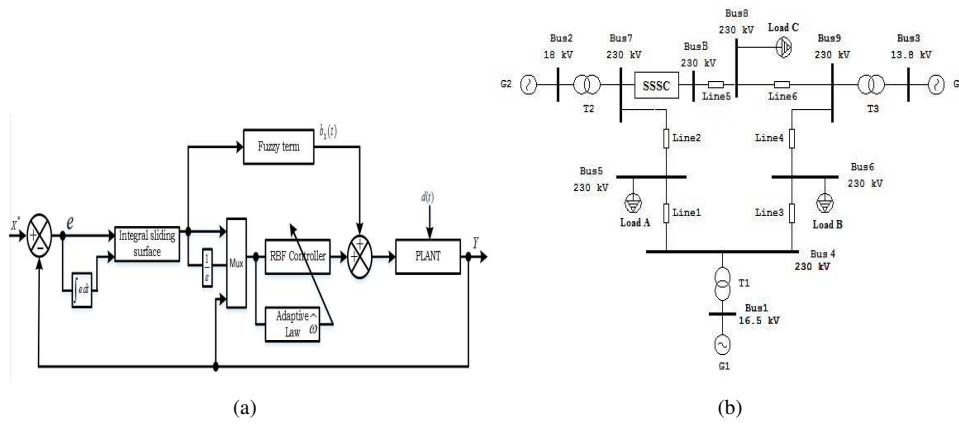 X*
+
-
e
∫ e dt
Integral sliding
surface
Fuzzy term
b₃(t)
1
ε
Mux
RBF Controller
Adaptive
Law
ω̂
+
+
d(t)
PLANT
Y
(a)
Bus2
18 kV
G2
T2
Bus7
230 kV
SSSC
BusB
230 kV
Line5
Bus8
230 kV
Load C
Line6
Bus9
230 kV
T3
Bus3
13.8 kV
G
Line2
Line4
Bus5
230 kV
Load A
Bus6
230 kV
Load B
Line1
Line3
Bus 4
230 kV
T1
Bus1
16.5 kV
G1
(b)